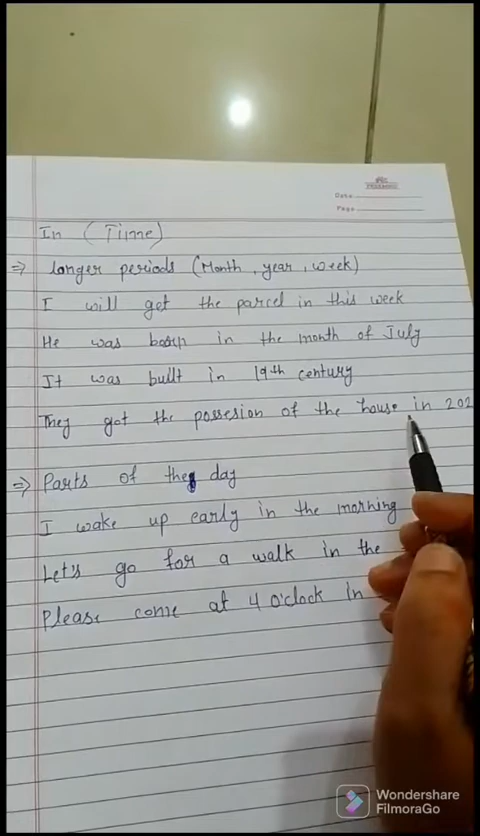 Date
Page
In (Time)
⇒ longer periods (Month, year, week)
I will get the parcel in this week
He was born in the month of July
It was built in 19th century
They got the possesion of the house in 202
⇒ Parts of the day
I wake up early in the morning
Let's go for a walk in the
Please come at 4 o'clock in
Wondershare
FilmoraGo